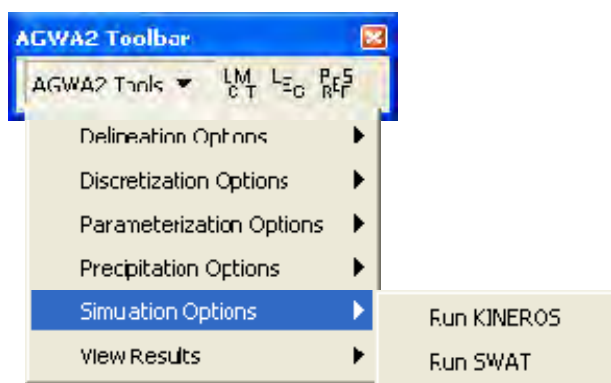 AGWA2 Toolbar
AGWA2 Tools
Delineation Options
Discretization Options
Parameterization Options
Precipitation Options
Simulation Options
Run KINEROS
View Results
Run SWAT